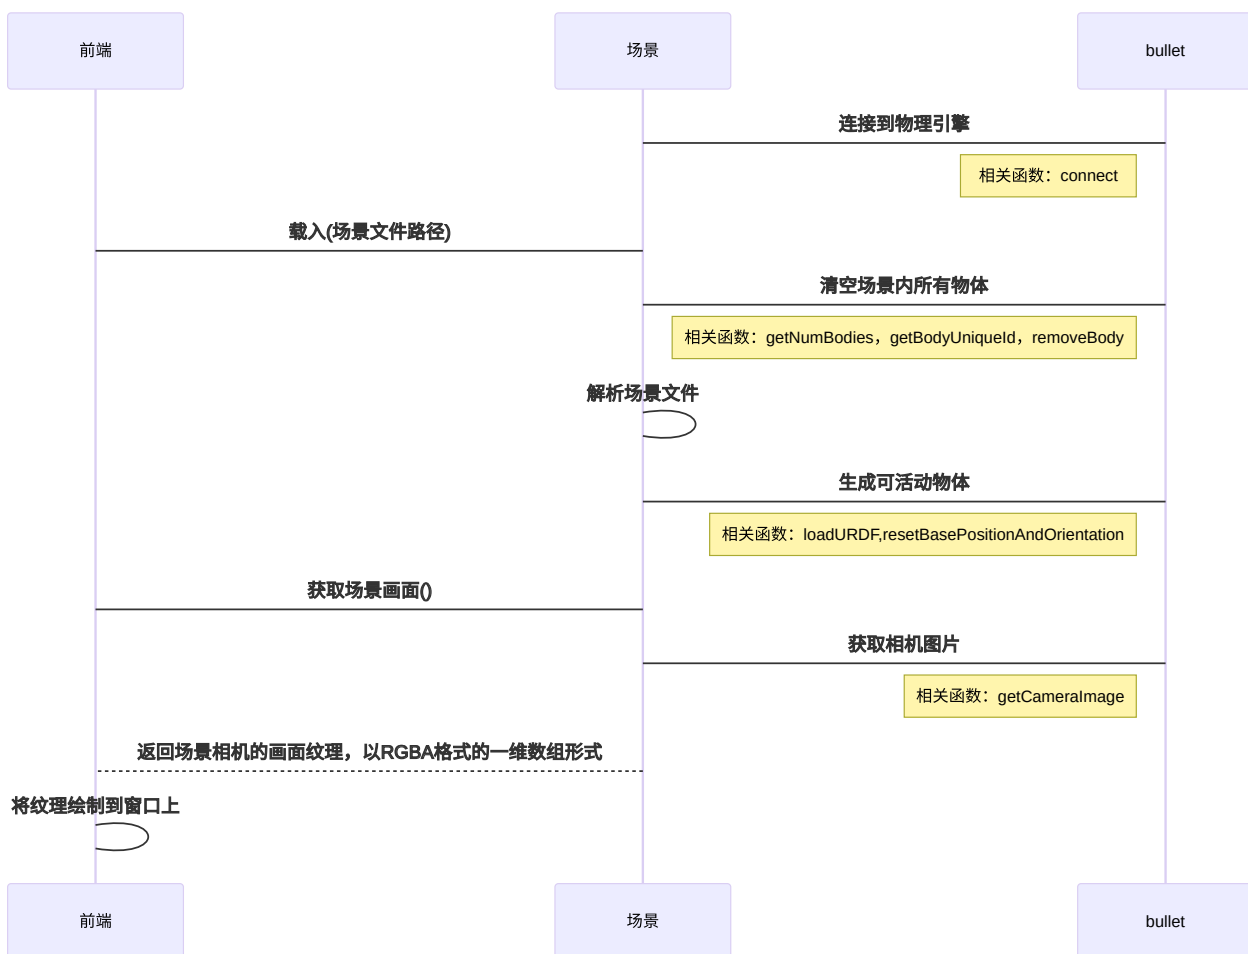 前端
场景
bullet
连接到物理引擎
相关函数：connect
载入(场景文件路径)
清空场景内所有物体
相关函数：getNumBodies，getBodyUniqueId，removeBody
解析场景文件
生成可活动物体
相关函数：loadURDF,resetBasePositionAndOrientation
获取场景画面()
获取相机图片
相关函数：getCameraImage
返回场景相机的画面纹理，以RGBA格式的一维数组形式
将纹理绘制到窗口上
前端
场景
bullet